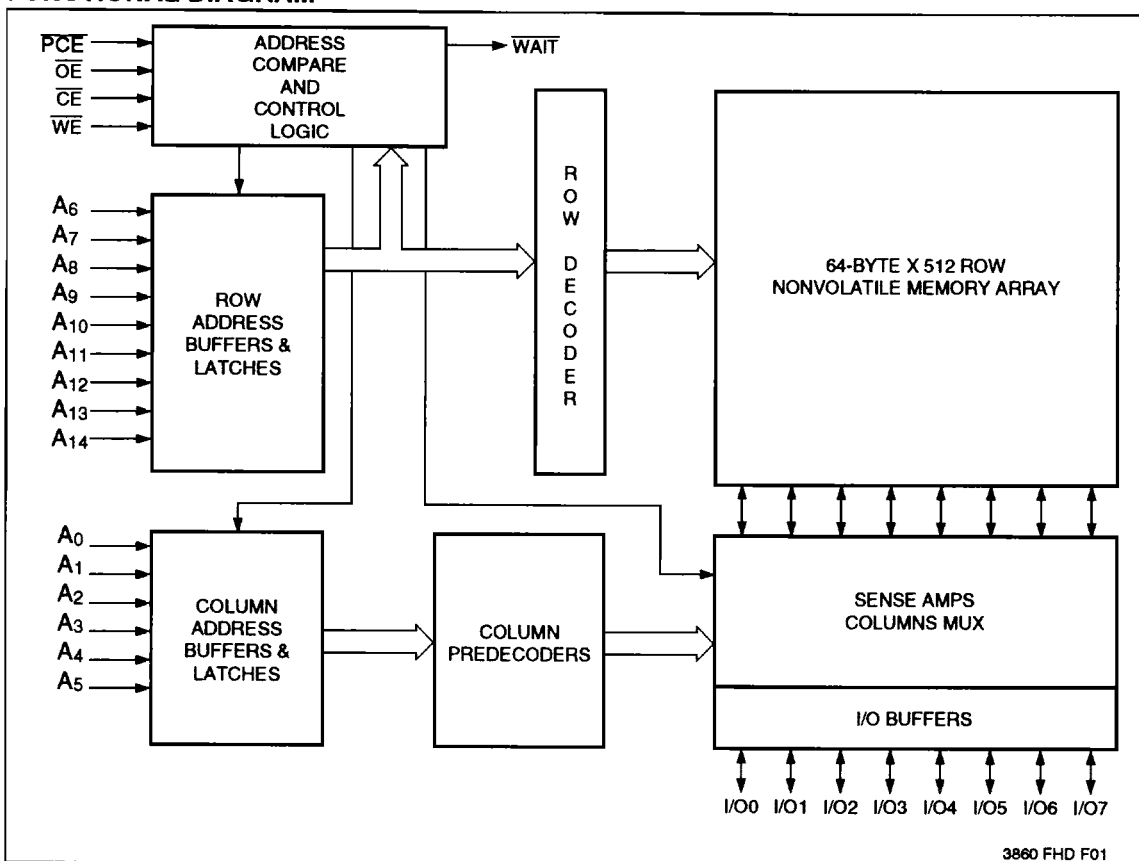 PCE
OE
CE
WE
ADDRESS
COMPARE
AND
CONTROL
LOGIC
WAIT
A6
A7
A8
A9
A10
A11
A12
A13
A14
ROW
ADDRESS
BUFFERS &
LATCHES
ROW DECODER
64-BYTE X 512 ROW
NONVOLATILE MEMORY ARRAY
A0
A1
A2
A3
A4
A5
COLUMN
ADDRESS
BUFFERS &
LATCHES
COLUMN
PREDECODERS
SENSE AMPS
COLUMNS MUX
I/O BUFFERS
I/O0 I/O1 I/O2 I/O3 I/O4 I/O5 I/O6 I/O7
3860 FHD F01